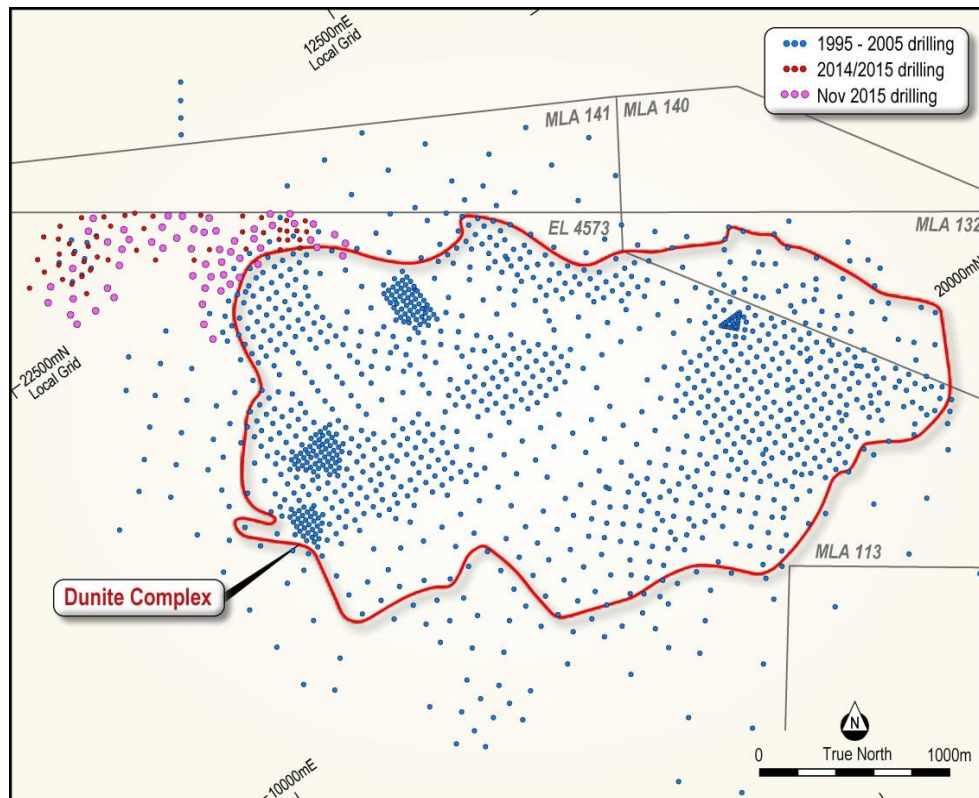 12500mE
Local Grid
1995 - 2005 drilling
2014/2015 drilling
Nov 2015 drilling
MLA 141
MLA 140
EL 4573
MLA 132
20000mN
22500mN
Local Grid
Dunite Complex
MLA 113
N
True North
0
1000m
10000mE